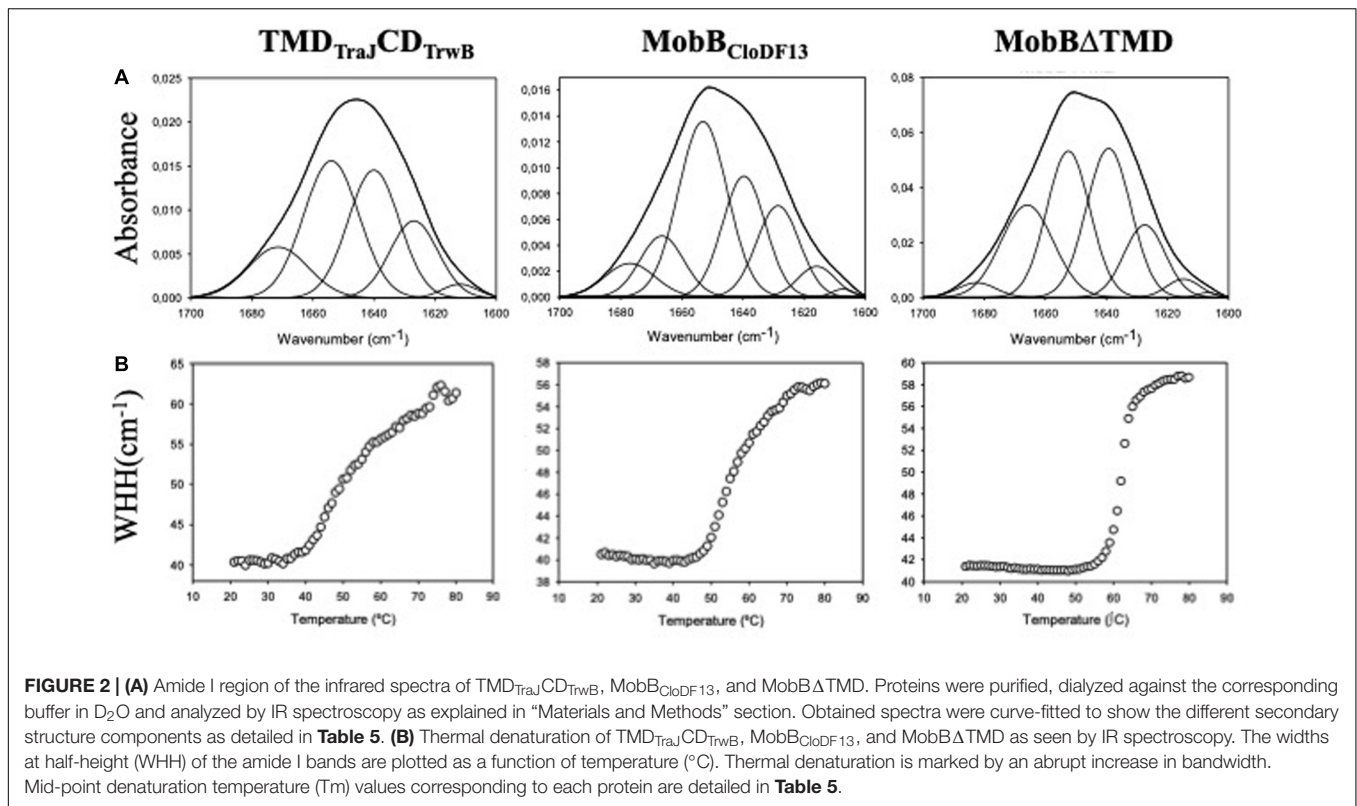 TMD_TraJ CD_TrwB MobB_CloDF13 MobBΔTMD
A
Absorbance
0,025
0,020
0,015
0,010
0,005
0,000
1700 1680 1660 1640 1620 1600
Wavenumber (cm-1)
0,016
0,014
0,012
0,010
0,008
0,006
0,004
0,002
0,000
1700 1680 1660 1640 1620 1600
Wavenumber (cm-1)
0,08
0,06
0,04
0,02
0,00
1700 1680 1660 1640 1620 1600
Wavenumber (cm-1)
B
WHH(cm-1)
65
60
55
50
45
40
10 20 30 40 50 60 70 80 90
Temperature (ºC)
58
56
54
52
50
48
46
44
42
40
38
10 20 30 40 50 60 70 80 90
Temperature (ºC)
60
58
56
54
52
50
48
46
44
42
40
10 20 30 40 50 60 70 80 90
Temperature (∫C)
FIGURE 2 | (A) Amide I region of the infrared spectra of TMDTraJCDTrwB, MobBCloDF13, and MobBΔTMD. Proteins were purified, dialyzed against the corresponding
buffer in D2O and analyzed by IR spectroscopy as explained in “Materials and Methods” section. Obtained spectra were curve-fitted to show the different secondary
structure components as detailed in Table 5. (B) Thermal denaturation of TMDTraJCDTrwB, MobBCloDF13, and MobBΔTMD as seen by IR spectroscopy. The widths
at half-height (WHH) of the amide I bands are plotted as a function of temperature (°C). Thermal denaturation is marked by an abrupt increase in bandwidth.
Mid-point denaturation temperature (Tm) values corresponding to each protein are detailed in Table 5.